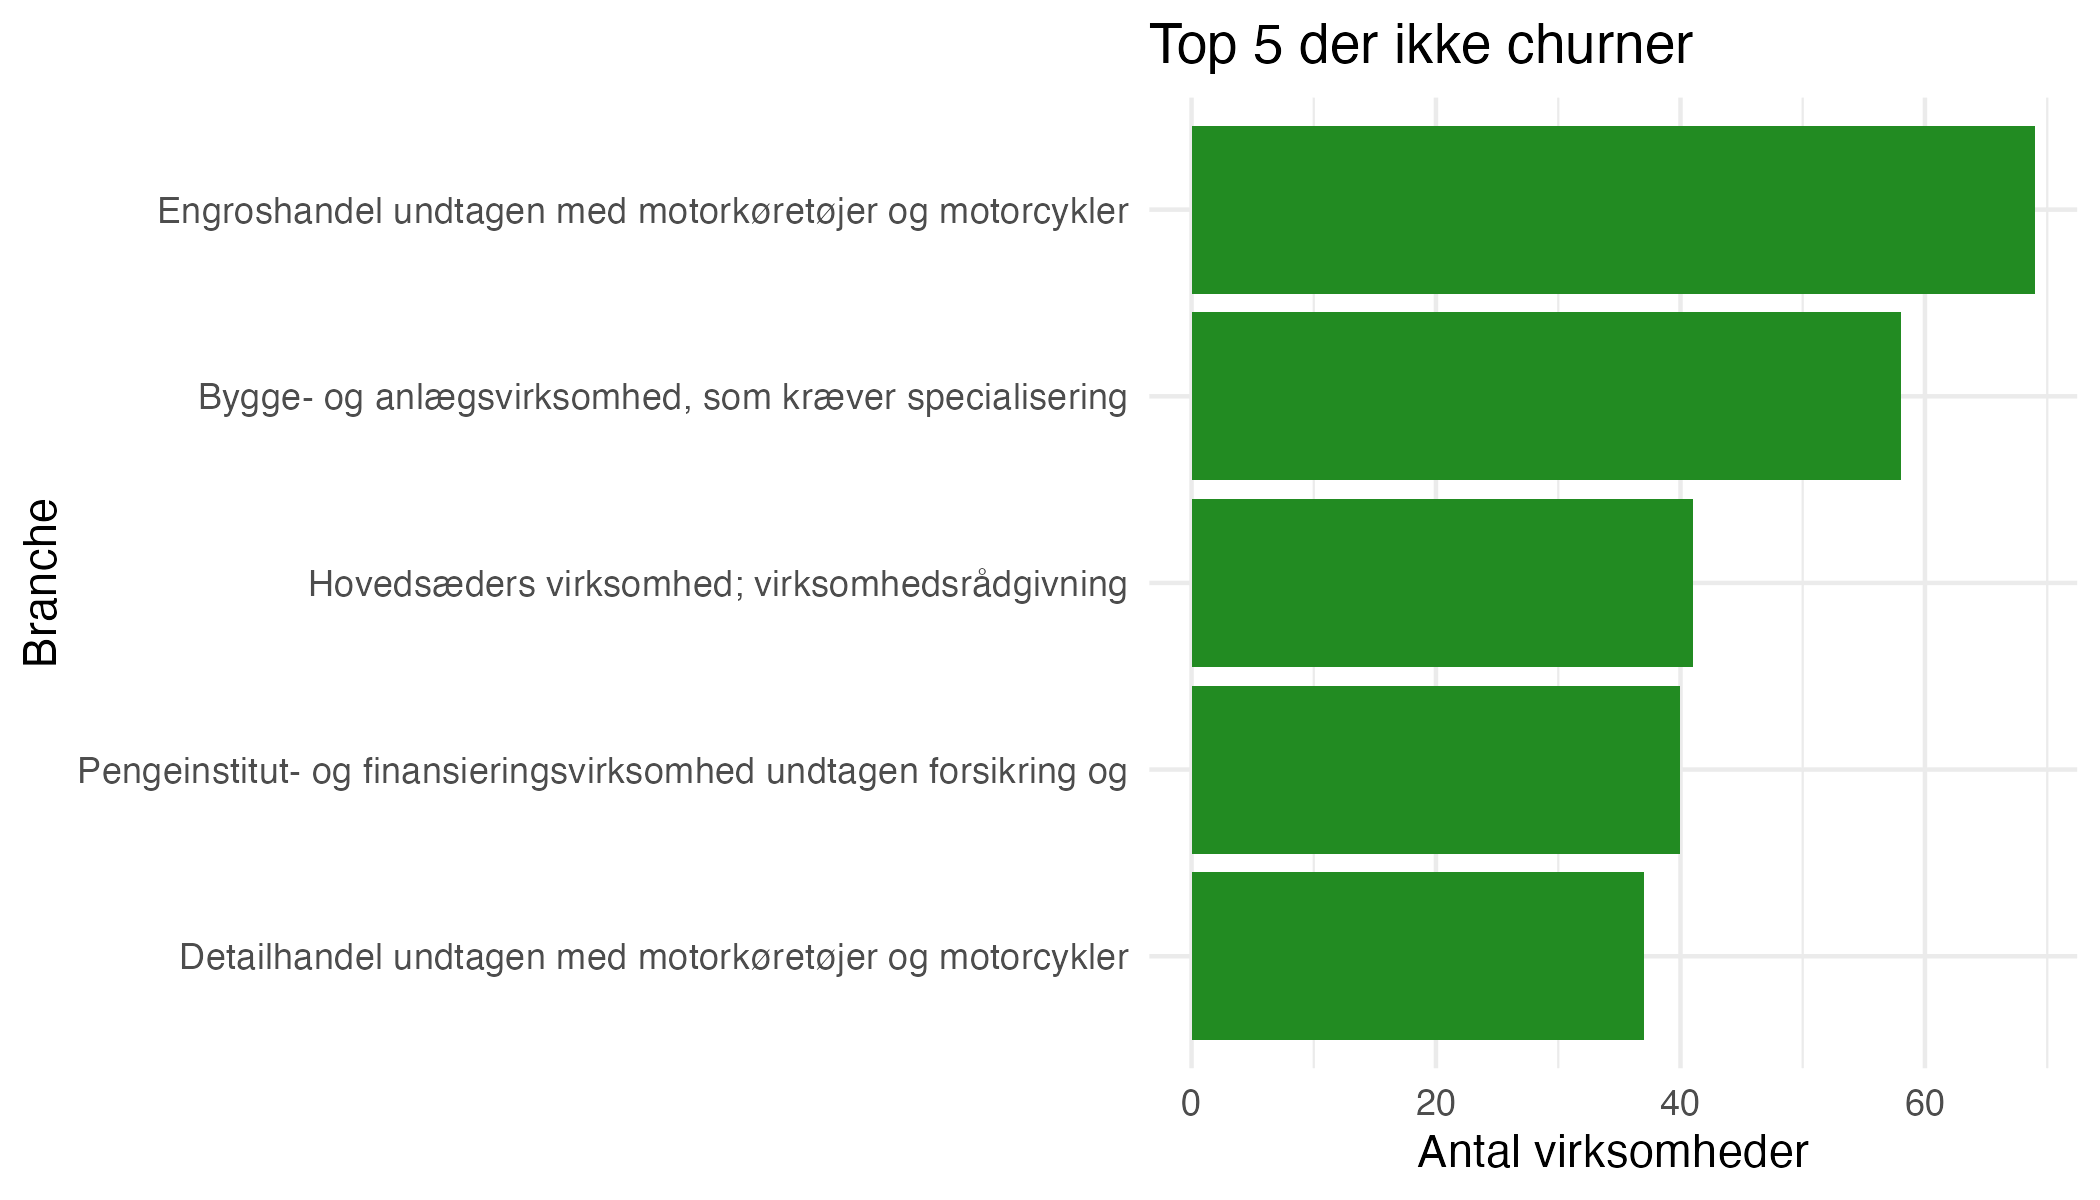 Top 5 der ikke churner
Engroshandel undtagen med motorkøretøjer og motorcykler
Bygge- og anlægsvirksomhed, som kræver specialisering
Hovedsæders virksomhed; virksomhedsrådgivning
Pengeinstitut- og finansieringsvirksomhed undtagen forsikring og
Detailhandel undtagen med motorkøretøjer og motorcykler
Branche
0 20 40 60
Antal virksomheder